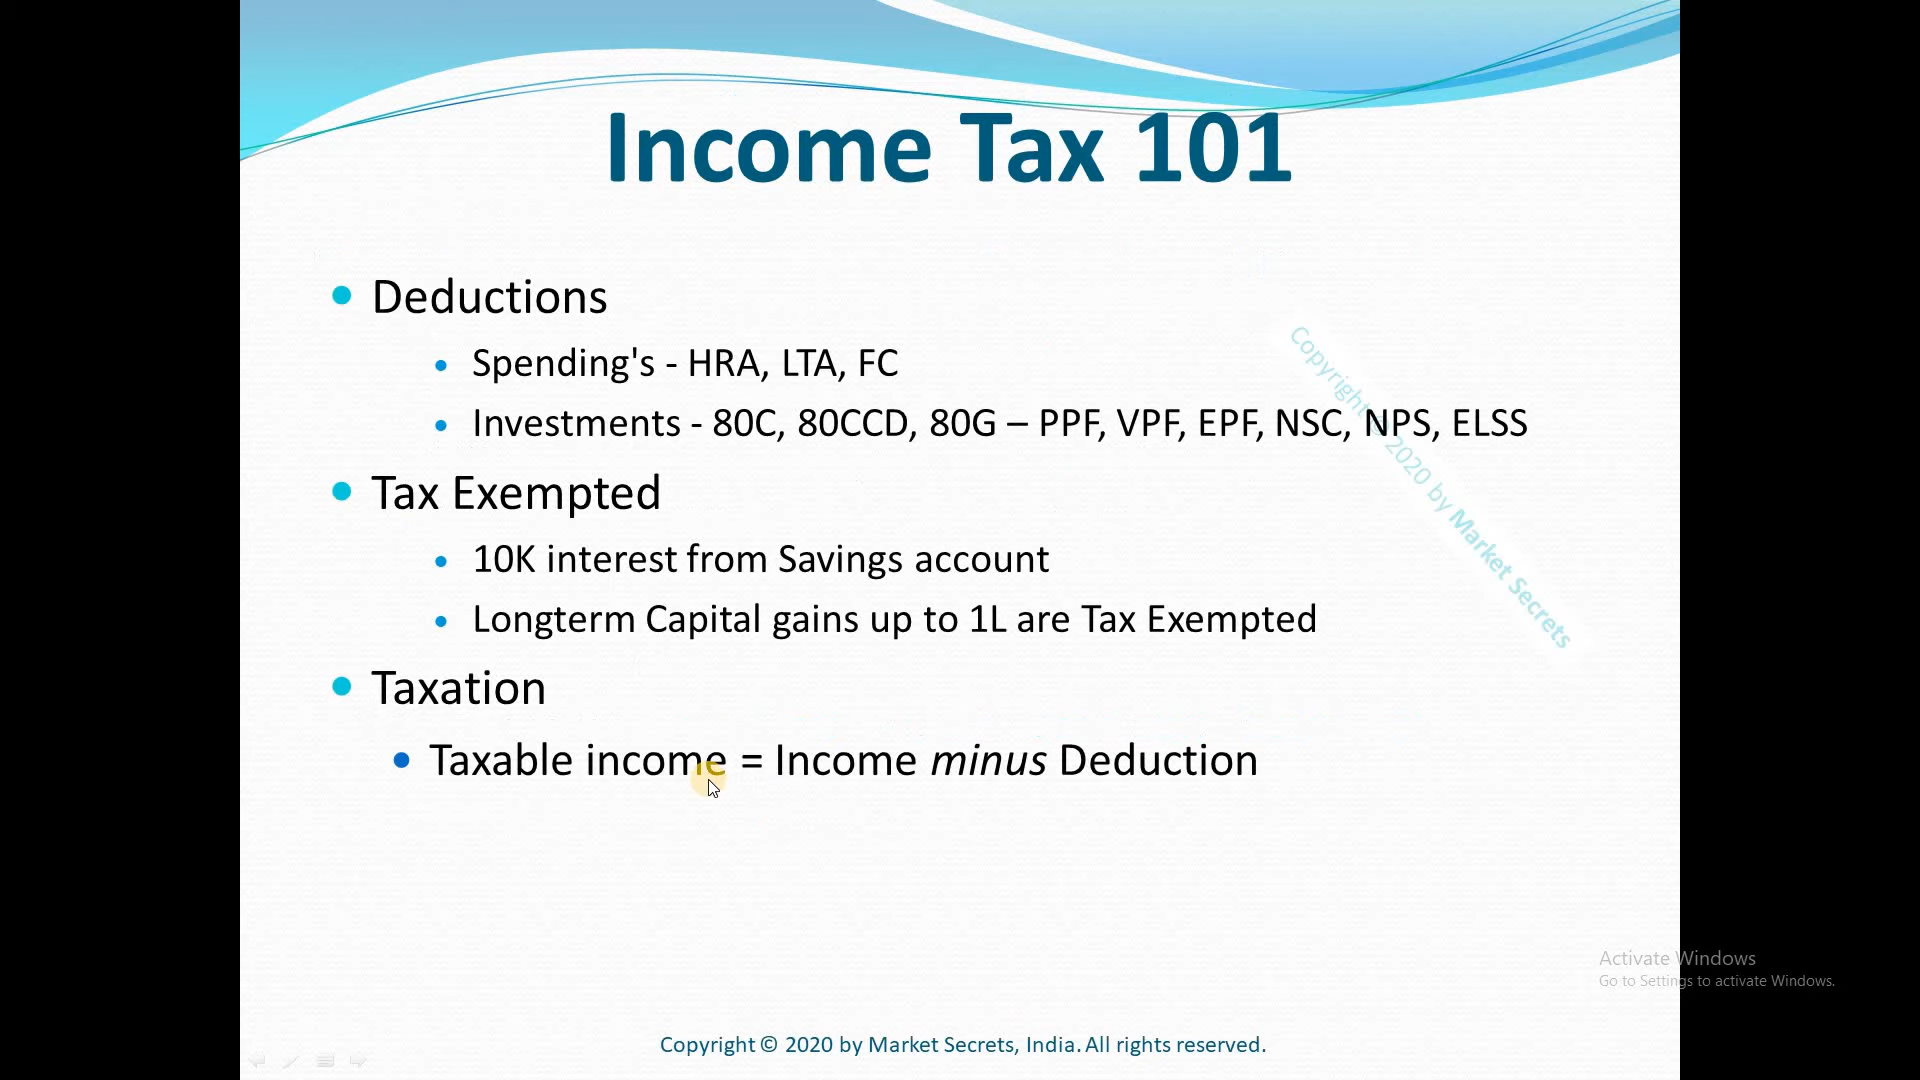 Income Tax 101
Deductions
Spending's - HRA, LTA, FC
Investments - 80C, 80CCD, 80G – PPF, VPF, EPF, NSC, NPS, ELSS
Tax Exempted
10K interest from Savings account
Longterm Capital gains up to 1L are Tax Exempted
Taxation
Taxable income = Income minus Deduction
Copyright © 2020 by Market Secrets
Activate Windows
Go to Settings to activate Windows.
Copyright © 2020 by Market Secrets, India. All rights reserved.